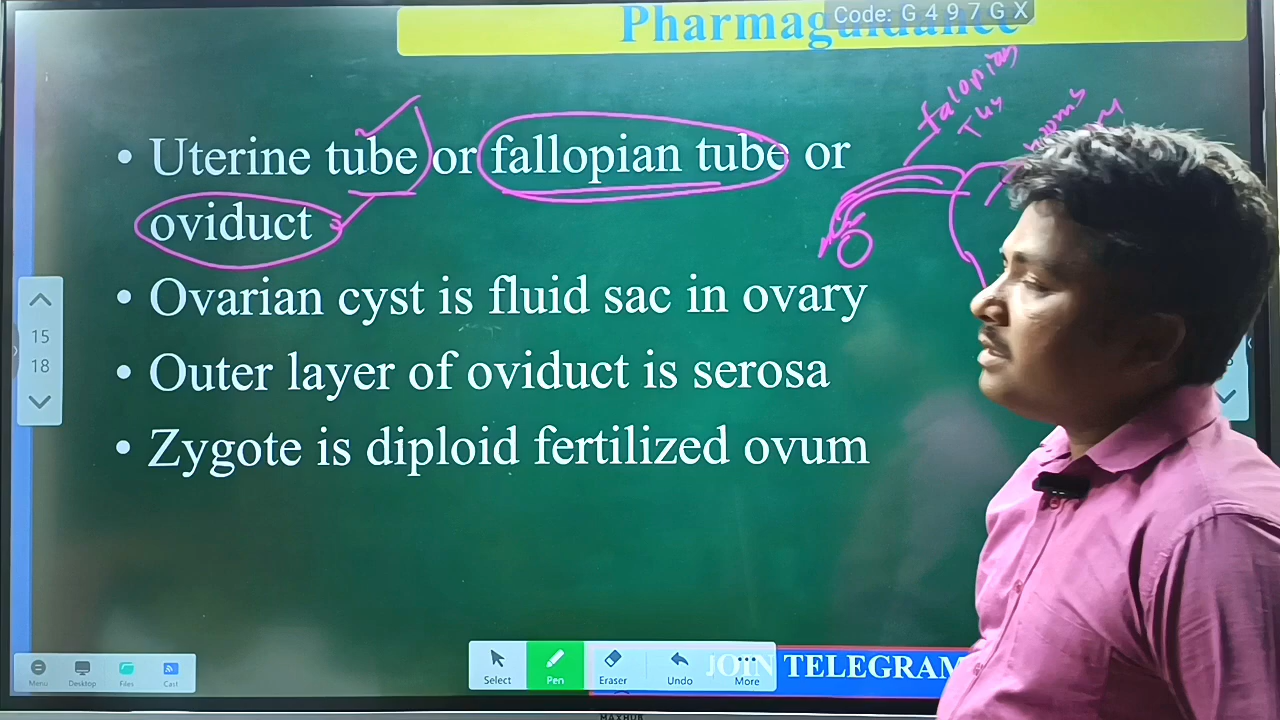 Pharmaguidance
Code: G 4 9 7 G X
falopian
• Uterine tube or fallopian tube or
oviduct
• Ovarian cyst is fluid sac in ovary
• Outer layer of oviduct is serosa
• Zygote is diploid fertilized ovum
15
18
Select
Pen
Eraser
Undo
More
Menu
Desktop
Files
Cast
JOIN TELEGRAM
MAXHUB